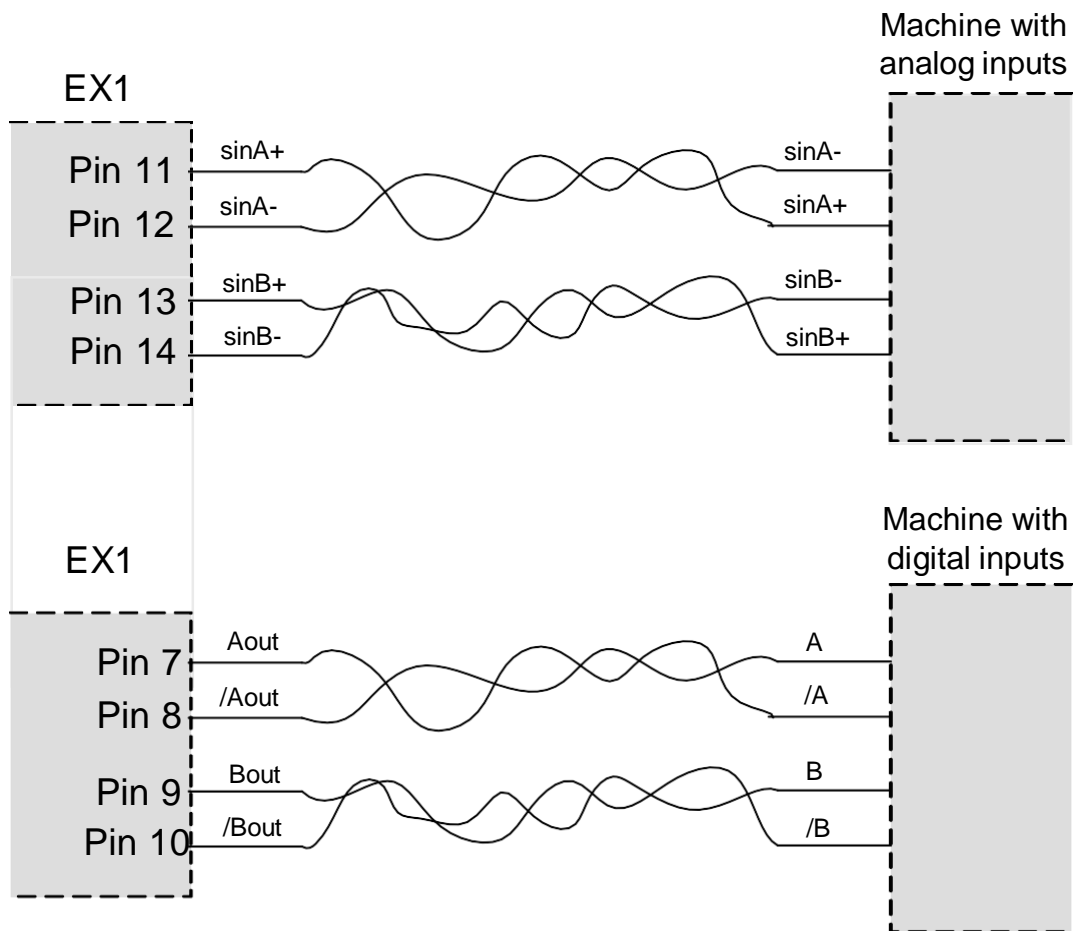 Machine with
analog inputs
EX1
Pin 11
sinA+
sinA-
Pin 12
sinA-
sinA+
Pin 13
sinB+
sinB-
Pin 14
sinB-
sinB+
Machine with
digital inputs
EX1
Pin 7
Aout
A
Pin 8
/Aout
/A
Pin 9
Bout
B
Pin 10
/Bout
/B